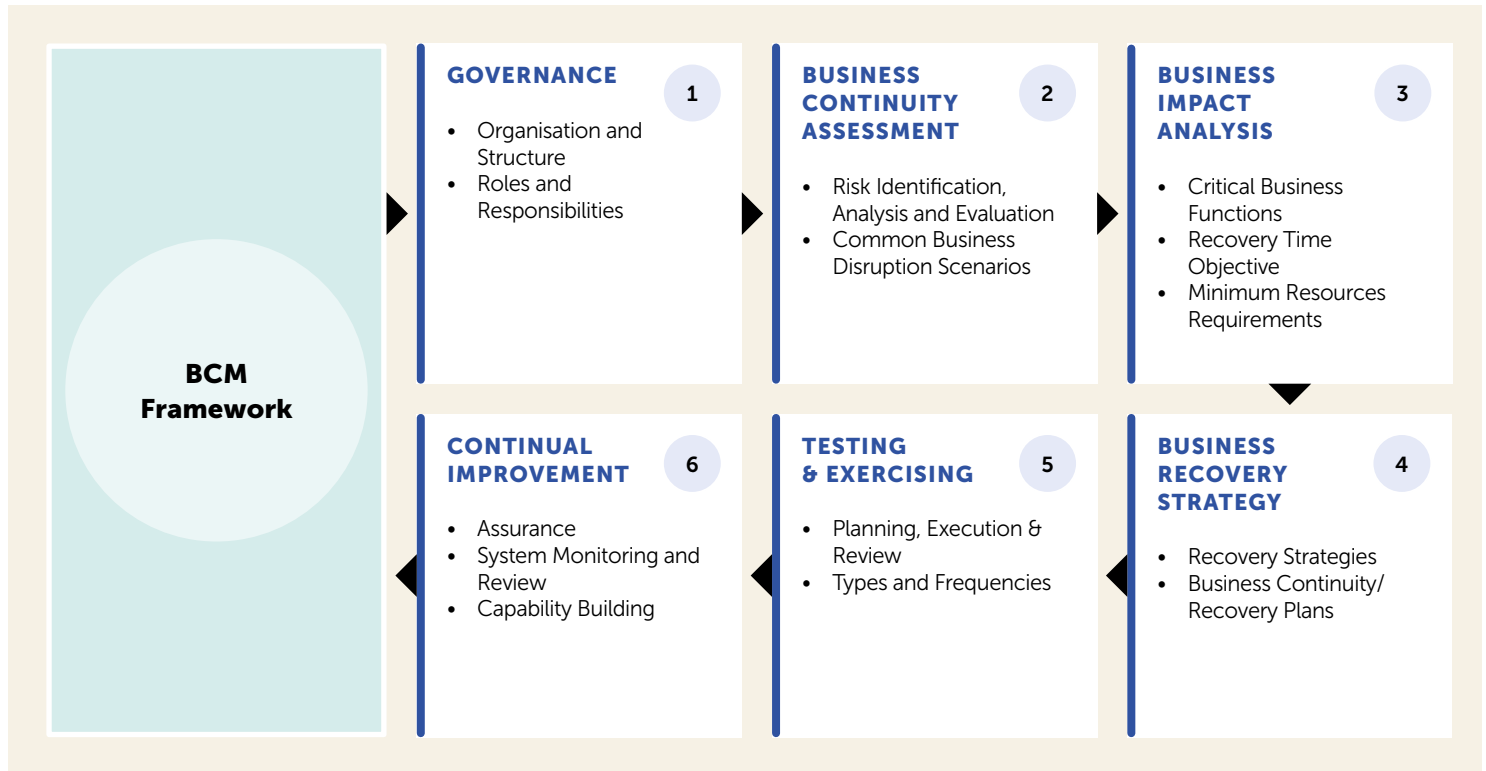 BCM
Framework
GOVERNANCE
1
• Organisation and
Structure
• Roles and
Responsibilities
BUSINESS
CONTINUITY
ASSESSMENT
2
• Risk Identification,
Analysis and Evaluation
• Common Business
Disruption Scenarios
BUSINESS
IMPACT
ANALYSIS
3
• Critical Business
Functions
• Recovery Time
Objective
• Minimum Resources
Requirements
BUSINESS
RECOVERY
STRATEGY
4
• Recovery Strategies
• Business Continuity/
Recovery Plans
TESTING
& EXERCISING
5
• Planning, Execution &
Review
• Types and Frequencies
CONTINUAL
IMPROVEMENT
6
• Assurance
• System Monitoring and
Review
• Capability Building